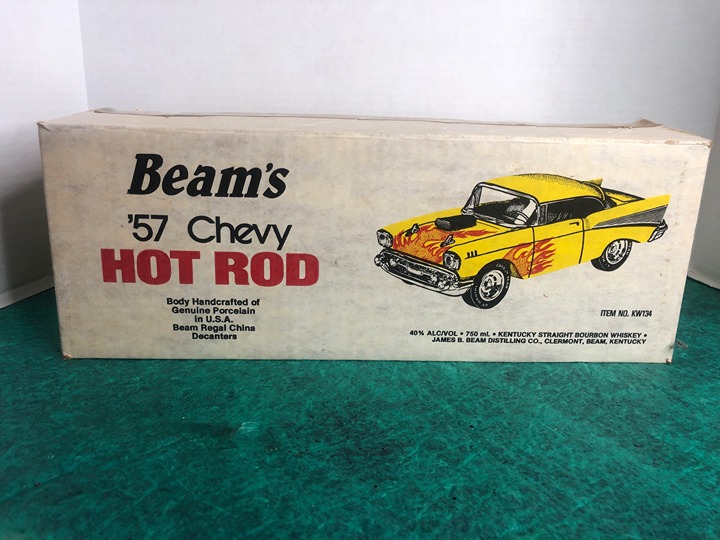 Beam's
'57 Chevy
HOT ROD
Body Handcrafted of
Genuine Porcelain
in U.S.A.
Beam Regal China
Decanters
ITEM NO. KW134
40% ALC/VOL • 750 ml. • KENTUCKY STRAIGHT BOURBON WHISKEY •
JAMES B. BEAM DISTILLING CO., CLERMONT, BEAM, KENTUCKY